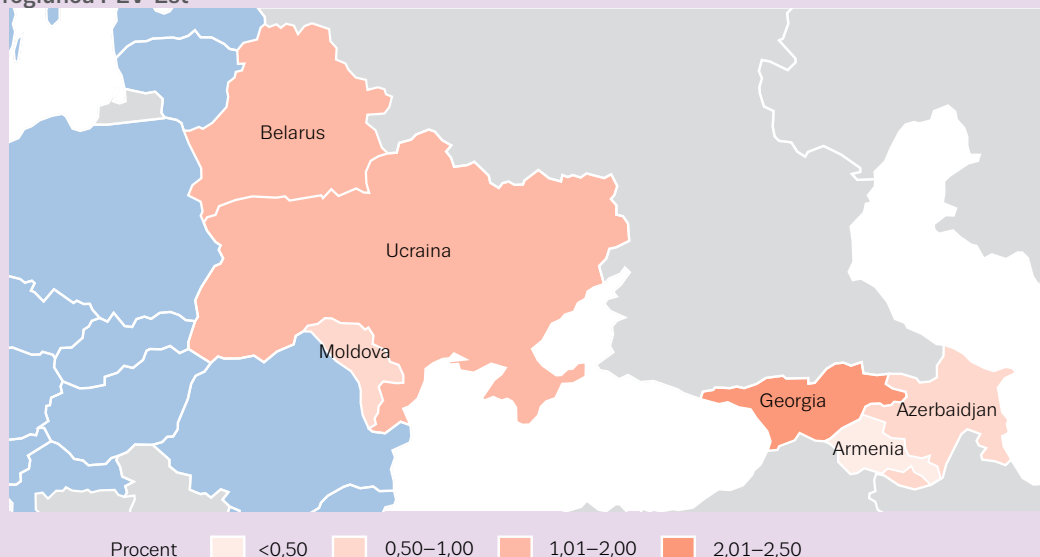 Belarus
Ucraina
Moldova
Georgia
Azerbaidjan
Armenia
Procent <0,50 0,50–1,00 1,01–2,00 2,01–2,50